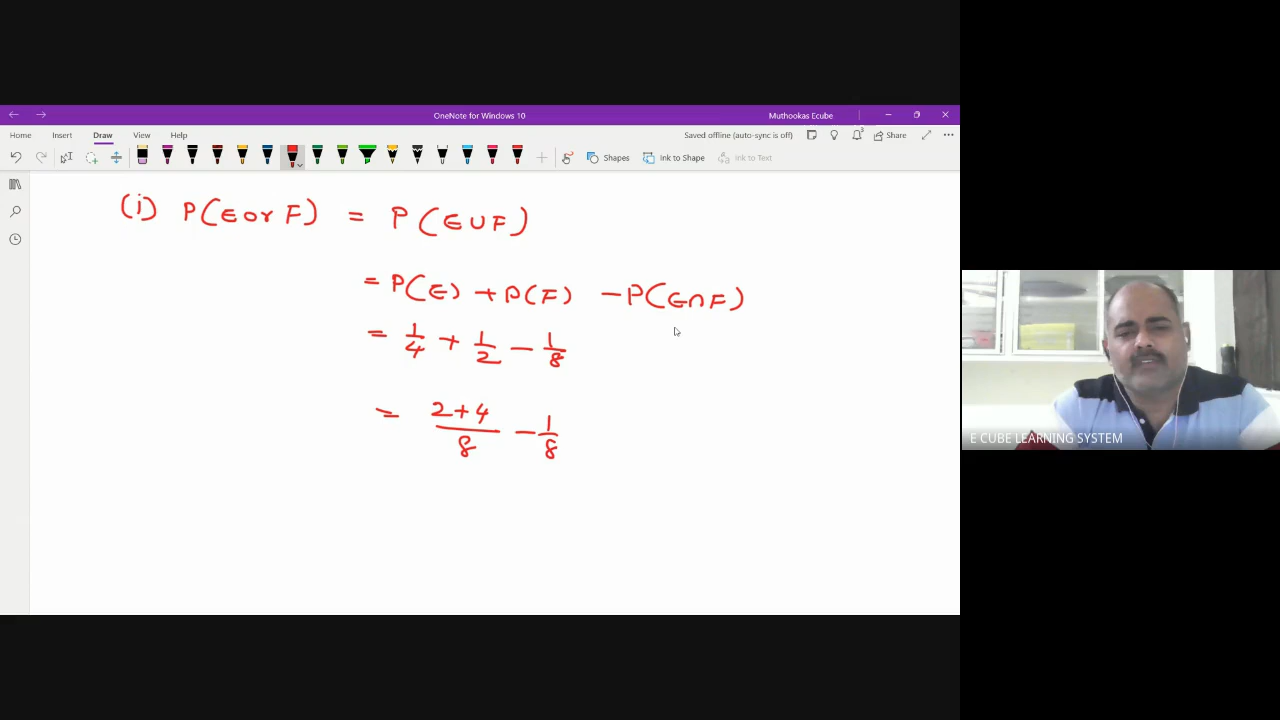 OneNote for Windows 10
Muthookas Ecube
Home Insert Draw View Help
Saved offline (auto-sync is off)
3
Share
Shapes
Ink to Shape
Ink to Text
(i) P(E or F) = P(E∪F)
= P(E) + P(F) - P(E∩F)
= 1/4 + 1/2 - 1/8
= (2+4)/8 - 1/8
E CUBE LEARNING SYSTEM